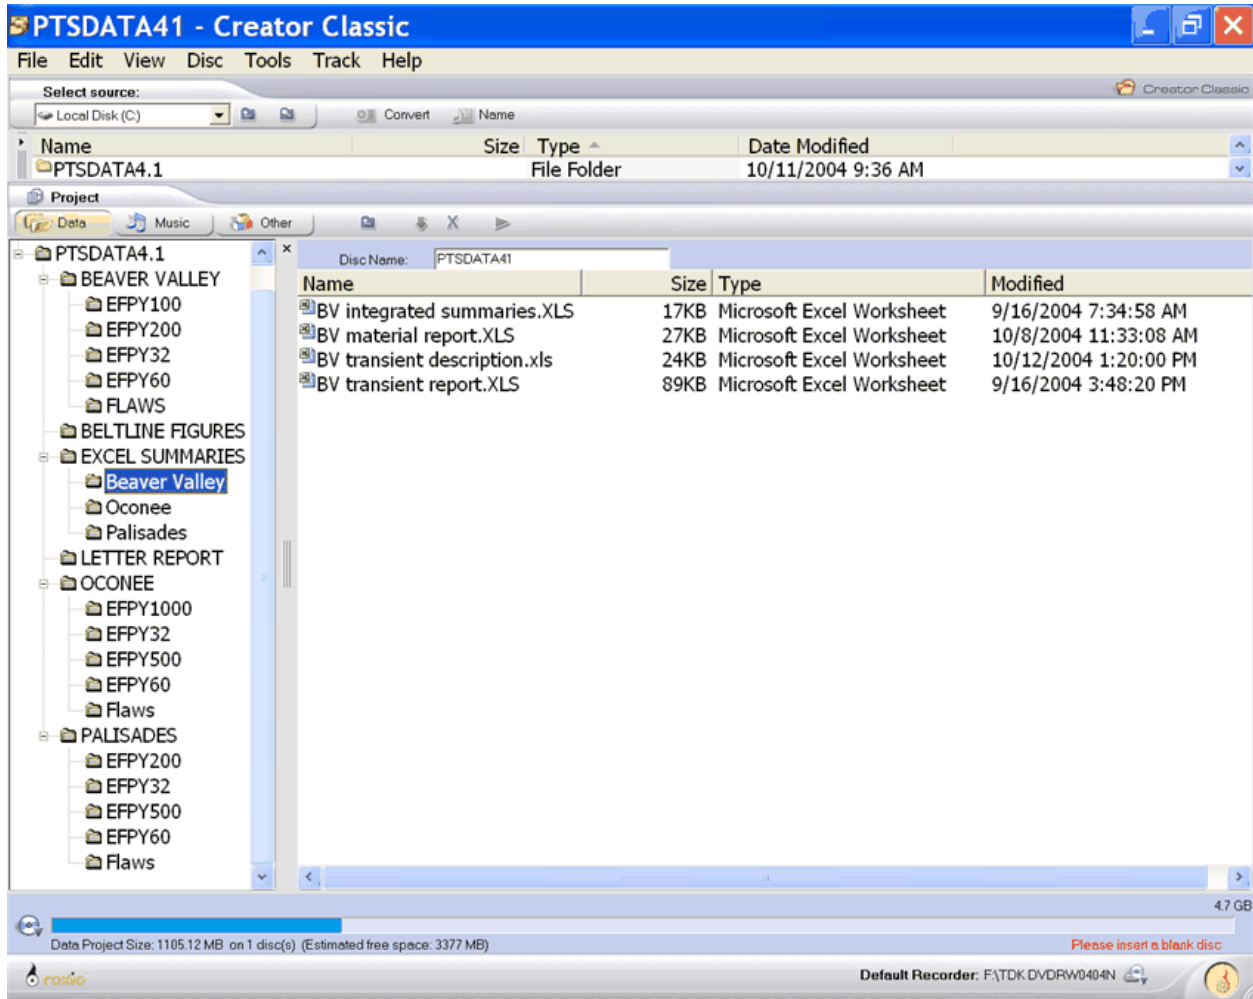 PTSDATA41 - Creator Classic
File Edit View Disc Tools Track Help
Select source:
Creator Classic
Local Disk (C:) Convert Name
Name Size Type Date Modified
PTSDATA4.1 File Folder 10/11/2004 9:36 AM
Project
Data Music Other
Disc Name: PTSDATA41
PTSDATA4.1
BEAVER VALLEY
EFPY100
EFPY200
EFPY32
EFPY60
FLAWS
BELTLINE FIGURES
EXCEL SUMMARIES
Beaver Valley
Oconee
Palisades
LETTER REPORT
OCONEE
EFPY1000
EFPY32
EFPY500
EFPY60
Flaws
PALISADES
EFPY200
EFPY32
EFPY500
EFPY60
Flaws
Name Size Type Modified
BV integrated summaries.XLS 17KB Microsoft Excel Worksheet 9/16/2004 7:34:58 AM
BV material report.XLS 27KB Microsoft Excel Worksheet 10/8/2004 11:33:08 AM
BV transient description.xls 24KB Microsoft Excel Worksheet 10/12/2004 1:20:00 PM
BV transient report.XLS 89KB Microsoft Excel Worksheet 9/16/2004 3:48:20 PM
4.7 GB
Data Project Size: 1105.12 MB on 1 disc(s) (Estimated free space: 3377 MB) Please insert a blank disc
roxio Default Recorder: F:\TDK DVDRW0404N